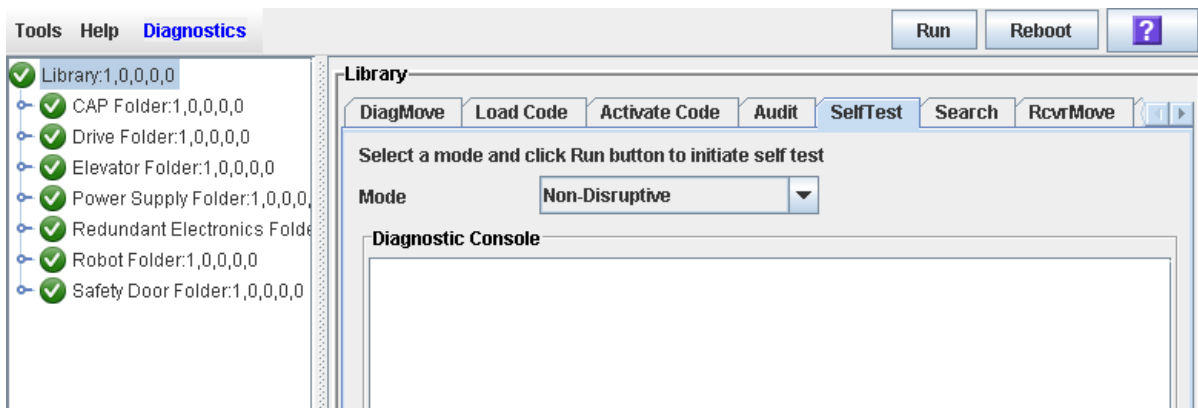 Tools Help Diagnostics
Run Reboot ?
Library:1,0,0,0,0
CAP Folder:1,0,0,0,0
Drive Folder:1,0,0,0,0
Elevator Folder:1,0,0,0,0
Power Supply Folder:1,0,0,0,
Redundant Electronics Folde
Robot Folder:1,0,0,0,0
Safety Door Folder:1,0,0,0,0
Library
DiagMove Load Code Activate Code Audit SelfTest Search RcvrMove
Select a mode and click Run button to initiate self test
Mode Non-Disruptive
Diagnostic Console